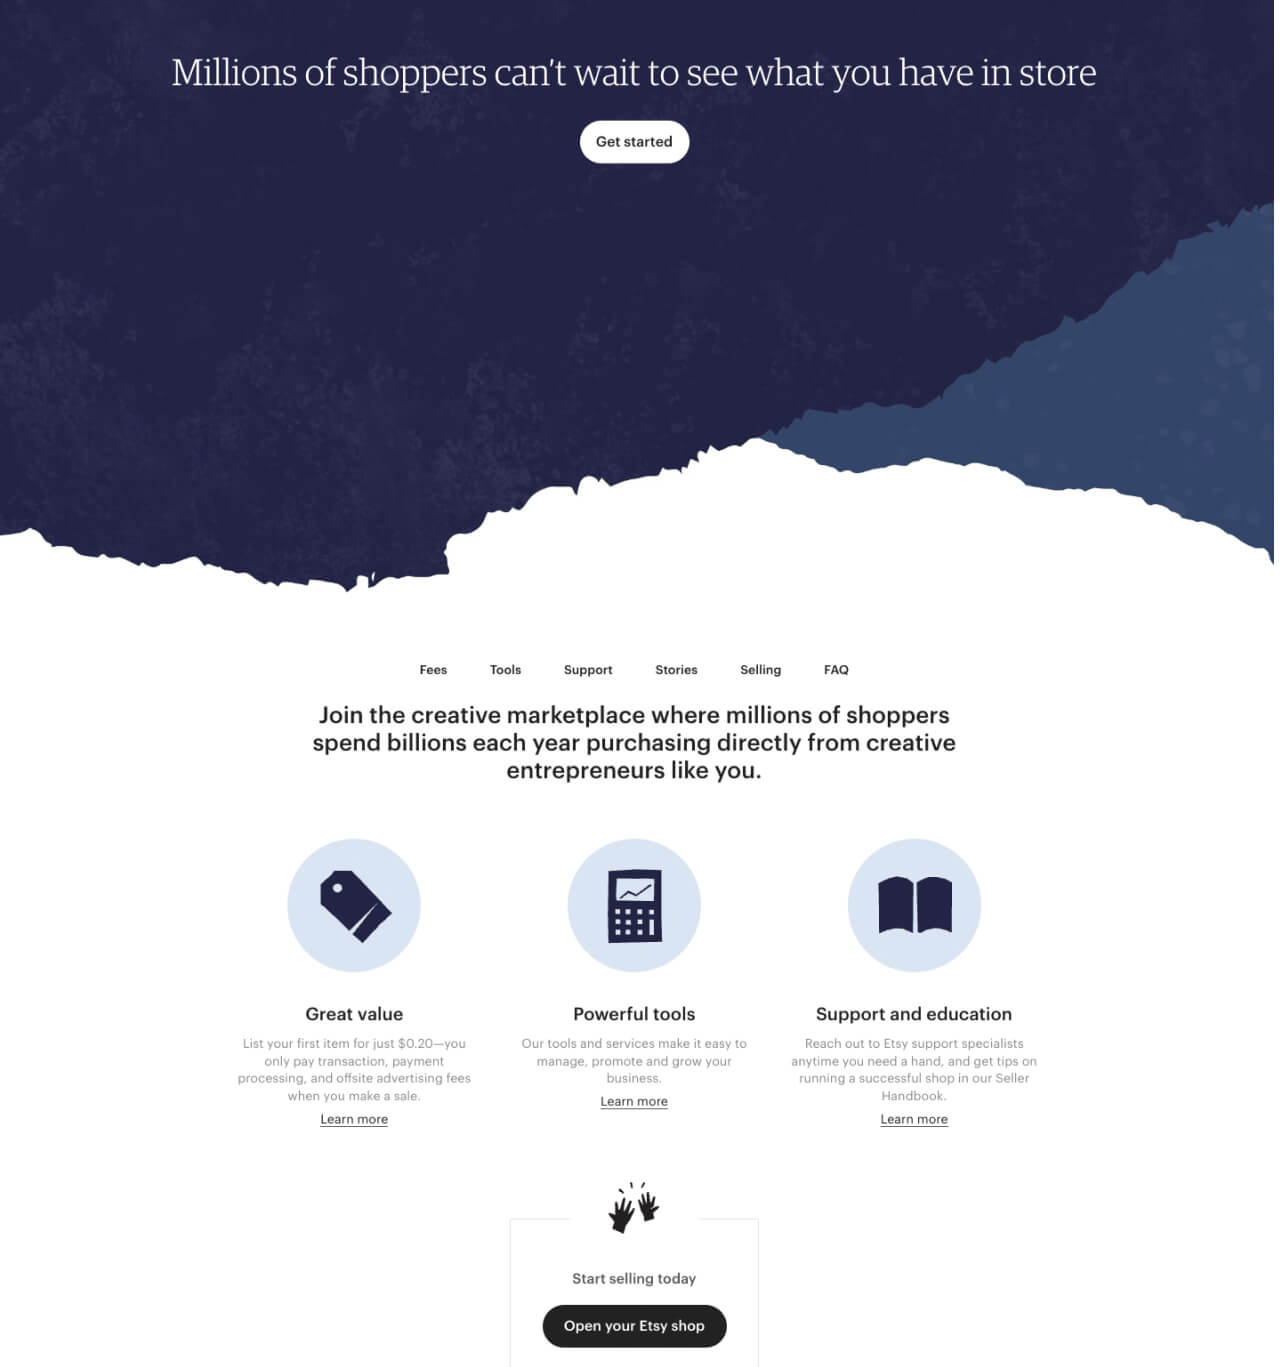 Millions of shoppers can’t wait to see what you have in store
Get started
Fees Tools Support Stories Selling FAQ
Join the creative marketplace where millions of shoppers
spend billions each year purchasing directly from creative
entrepreneurs like you.
Great value
List your first item for just $0.20—you
only pay transaction, payment
processing, and offsite advertising fees
when you make a sale.
Learn more
Powerful tools
Our tools and services make it easy to
manage, promote and grow your
business.
Learn more
Support and education
Reach out to Etsy support specialists
anytime you need a hand, and get tips on
running a successful shop in our Seller
Handbook.
Learn more
Start selling today
Open your Etsy shop